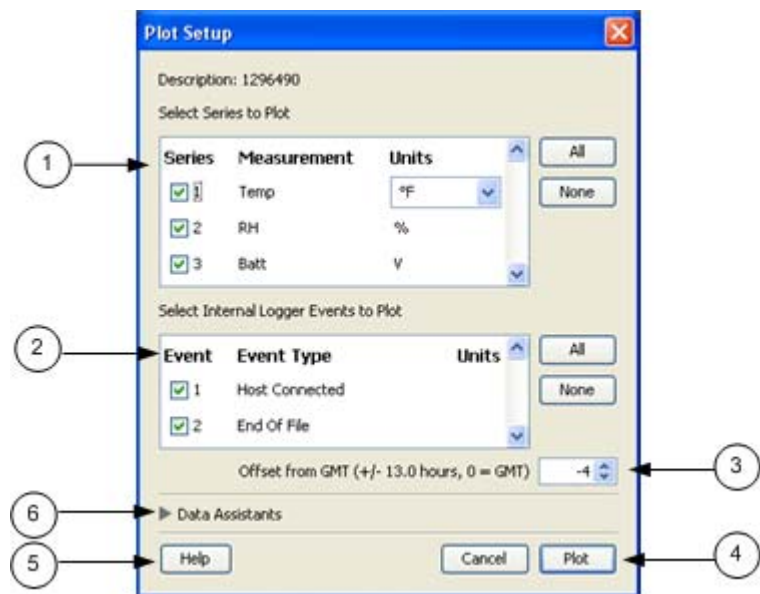 Plot Setup
Description: 1296490
Select Series to Plot
1
Series Measurement Units
All
1 Temp °F
None
2 RH %
3 Batt V
Select Internal Logger Events to Plot
2
Event Event Type Units
All
1 Host Connected
None
2 End Of File
Offset from GMT (+/- 13.0 hours, 0 = GMT) -4
3
6
Data Assistants
5
Help Cancel Plot
4